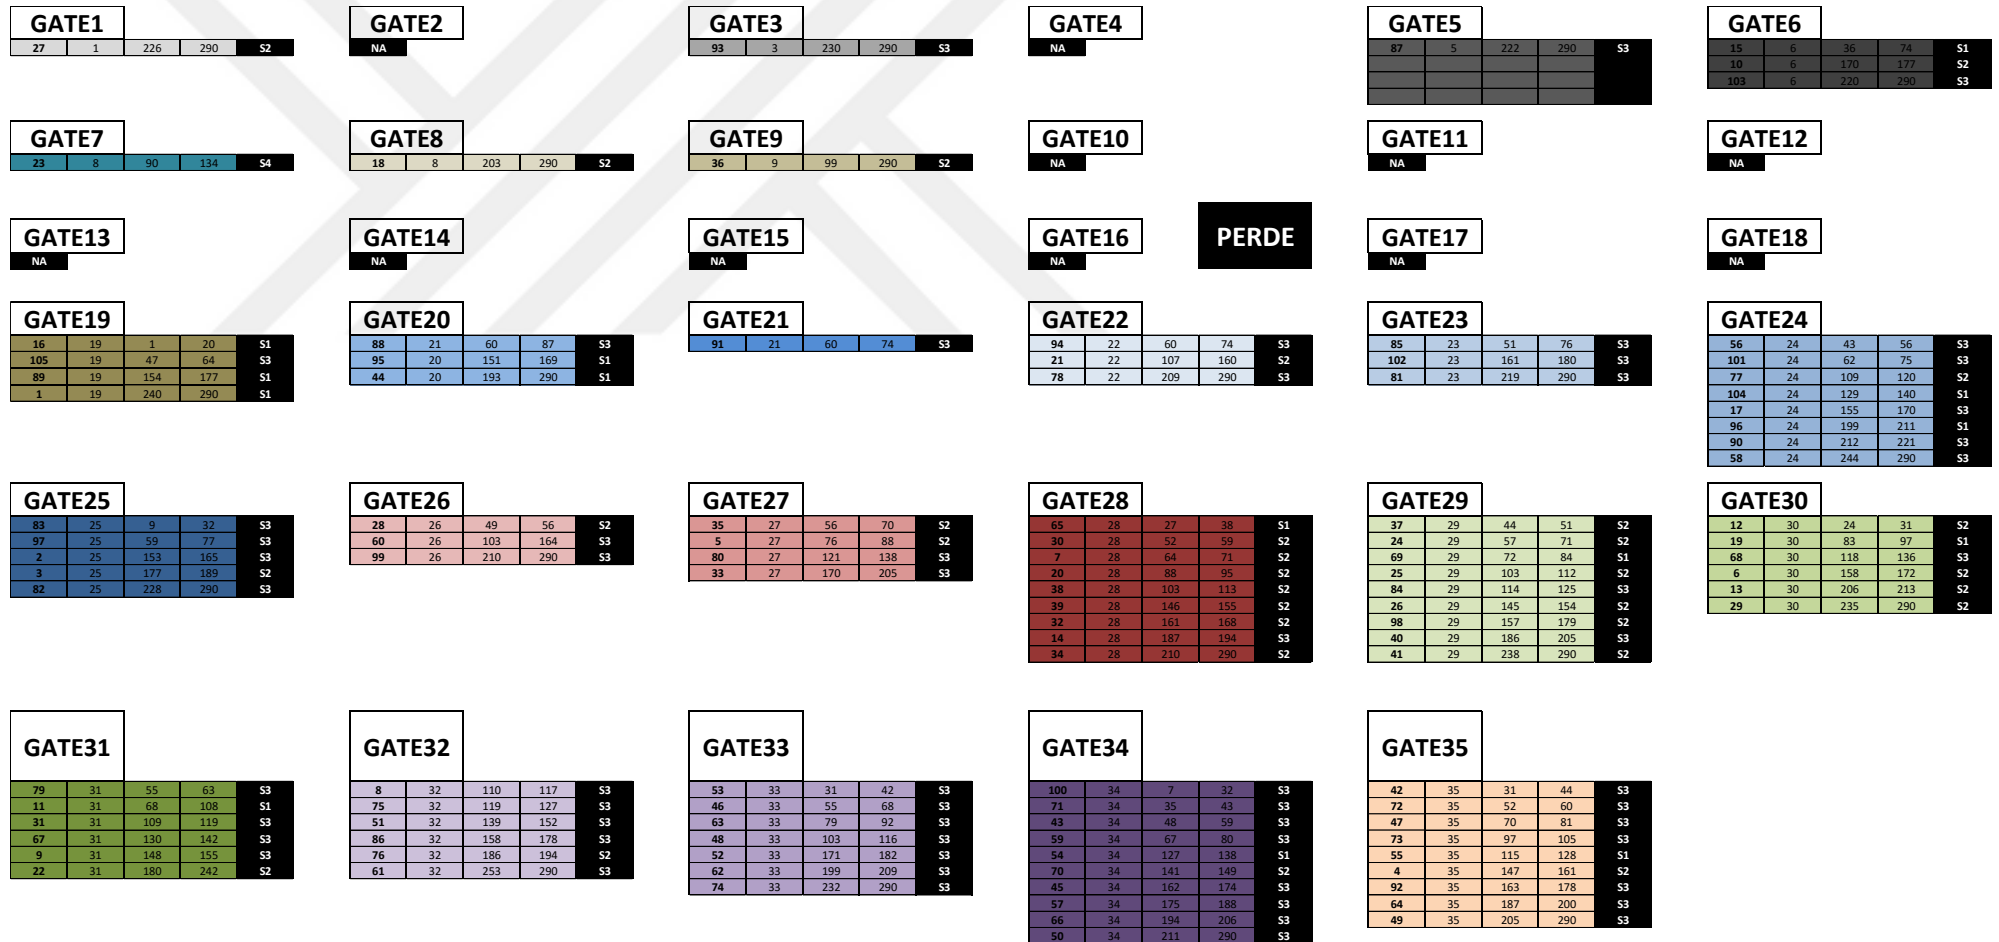 GATE1 GATE2 GATE3 GATE4 GATE5 GATE6
27 1 226 290 S2 NA 93 3 230 290 S3 NA 87 5 222 290 S3 15 6 36 74 S1
10 6 170 177 S2
103 6 220 290 S3
GATE7 GATE8 GATE9 GATE10 GATE11 GATE12
23 8 90 134 S4 18 8 203 290 S2 36 9 99 290 S2 NA NA NA
GATE13 GATE14 GATE15 GATE16 PERDE GATE17 GATE18
NA NA NA NA NA NA
GATE19 GATE20 GATE21 GATE22 GATE23 GATE24
16 19 1 20 S1 88 21 60 87 S3 91 21 60 74 S3 94 22 60 74 S3 85 23 51 76 S3 56 24 43 56 S3
105 19 47 64 S3 95 20 151 169 S1 21 22 107 160 S2 102 23 161 180 S3 101 24 62 75 S3
89 19 154 177 S1 44 20 193 290 S1 78 22 209 290 S3 81 23 219 290 S3 77 24 109 120 S2
1 19 240 290 S1 104 24 129 140 S1
17 24 155 170 S3
96 24 199 211 S1
90 24 212 221 S3
58 24 244 290 S3
GATE25 GATE26 GATE27 GATE28 GATE29 GATE30
83 25 9 32 S3 28 26 49 56 S2 35 27 56 70 S2 65 28 27 38 S1 37 29 44 51 S2 12 30 24 31 S2
97 25 59 77 S3 60 26 103 164 S3 5 27 76 88 S2 30 28 52 59 S2 24 29 57 71 S2 19 30 83 97 S1
2 25 153 165 S3 99 26 210 290 S3 80 27 121 138 S3 7 28 64 71 S2 69 29 72 84 S1 68 30 118 136 S3
3 25 177 189 S2 33 27 170 205 S3 20 28 88 95 S2 25 29 103 112 S2 6 30 158 172 S2
82 25 228 290 S3 38 28 103 113 S2 84 29 114 125 S3 13 30 206 213 S2
39 28 146 155 S2 26 29 145 154 S2 29 30 235 290 S2
32 28 161 168 S2 98 29 157 179 S2
14 28 187 194 S3 40 29 186 205 S3
34 28 210 290 S2 41 29 238 290 S2
GATE31 GATE32 GATE33 GATE34 GATE35
79 31 55 63 S3 8 32 110 117 S3 53 33 31 42 S3 100 34 7 32 S3 42 35 31 44 S3
11 31 68 108 S1 75 32 119 127 S3 46 33 55 68 S3 71 34 35 43 S3 72 35 52 60 S3
31 31 109 119 S3 51 32 139 152 S3 63 33 79 92 S3 43 34 48 59 S3 47 35 70 81 S3
67 31 130 142 S3 86 32 158 178 S3 48 33 103 116 S3 59 34 67 80 S3 73 35 97 105 S3
9 31 148 155 S3 76 32 186 194 S2 52 33 171 182 S3 54 34 127 138 S1 55 35 115 128 S1
22 31 180 242 S2 61 32 253 290 S3 62 33 199 209 S3 70 34 141 149 S2 4 35 147 161 S2
74 33 232 290 S3 45 34 162 174 S3 92 35 163 178 S3
57 34 175 188 S3 64 35 187 200 S3
66 34 194 206 S3 49 35 205 290 S3
50 34 211 290 S3